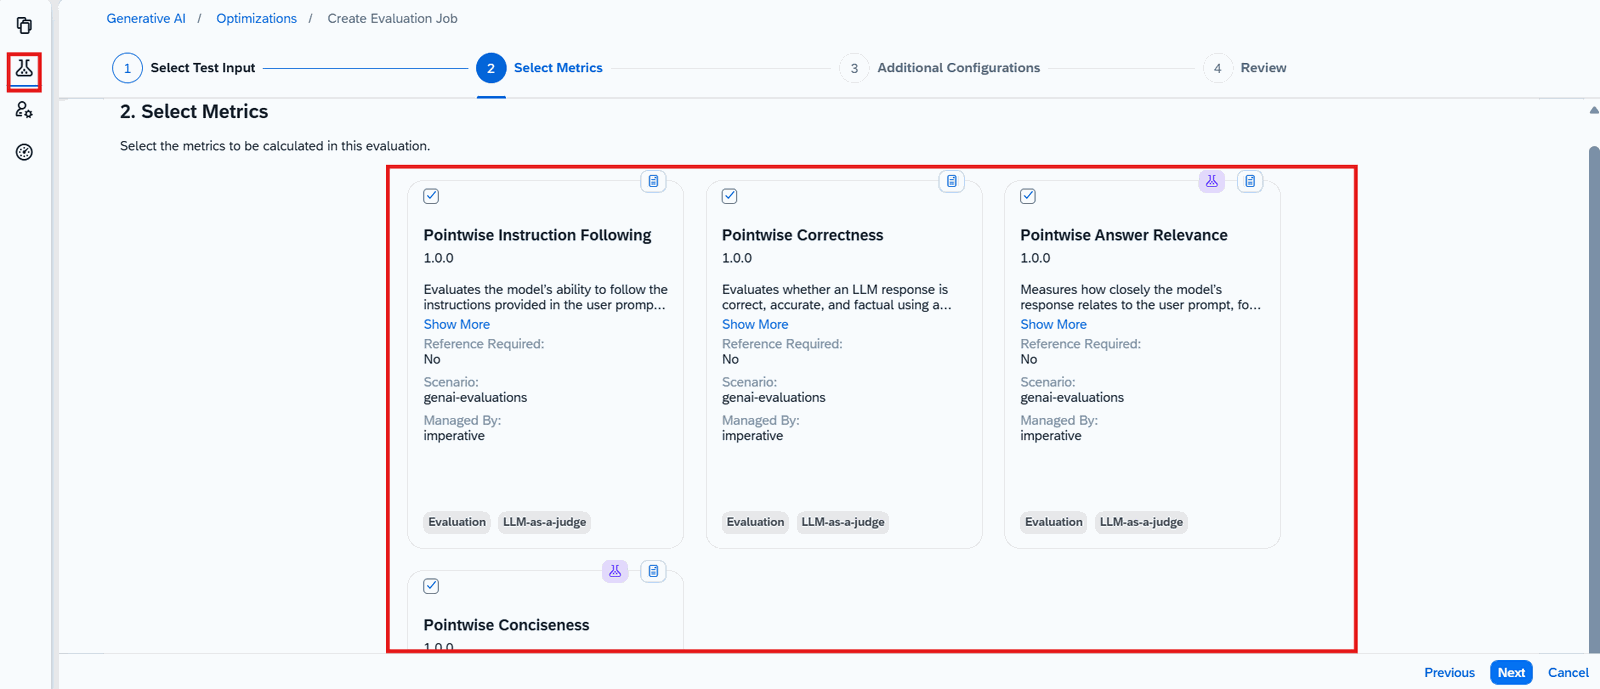 Generative AI / Optimizations / Create Evaluation Job
1 Select Test Input 2 Select Metrics 3 Additional Configurations 4 Review
2. Select Metrics
Select the metrics to be calculated in this evaluation.
Pointwise Instruction Following
1.0.0
Evaluates the model's ability to follow the
instructions provided in the user promp...
Show More
Reference Required:
No
Scenario:
genai-evaluations
Managed By:
imperative
Evaluation LLM-as-a-judge
Pointwise Correctness
1.0.0
Evaluates whether an LLM response is
correct, accurate, and factual using a...
Show More
Reference Required:
No
Scenario:
genai-evaluations
Managed By:
imperative
Evaluation LLM-as-a-judge
Pointwise Answer Relevance
1.0.0
Measures how closely the model's
response relates to the user prompt, fo...
Show More
Reference Required:
No
Scenario:
genai-evaluations
Managed By:
imperative
Evaluation LLM-as-a-judge
Pointwise Conciseness
1.0.0
Previous Next Cancel